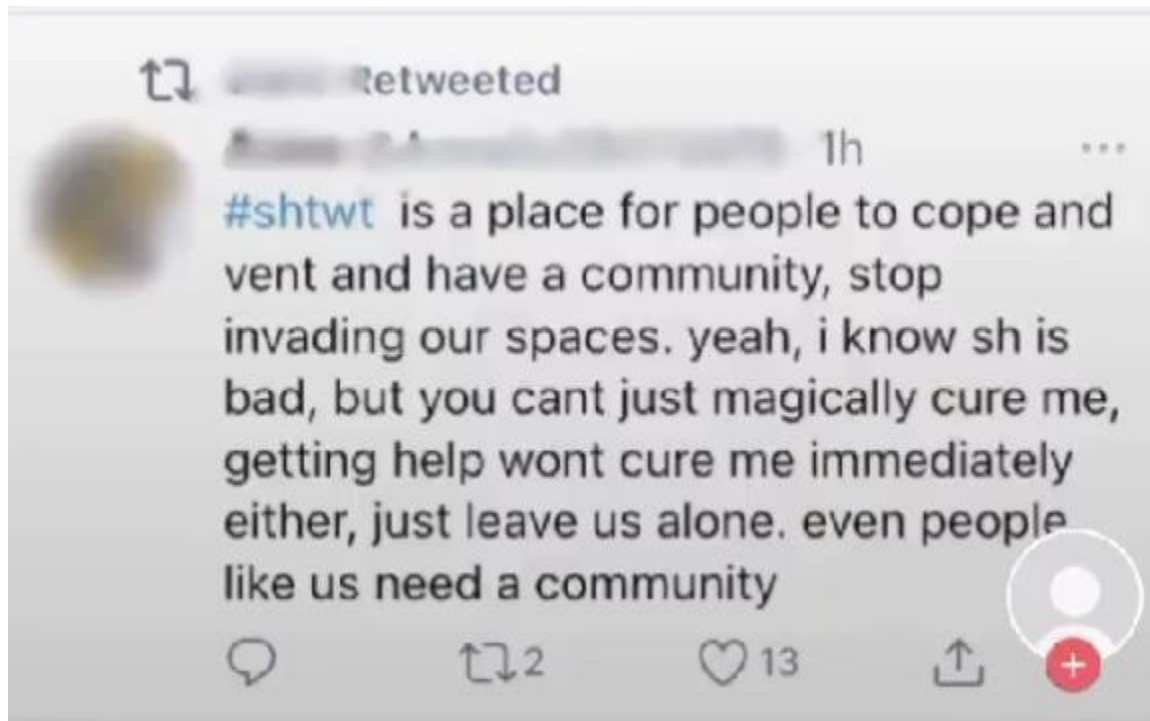 Retweeted
1h
#shtwt is a place for people to cope and
vent and have a community, stop
invading our spaces. yeah, i know sh is
bad, but you cant just magically cure me,
getting help wont cure me immediately
either, just leave us alone. even people
like us need a community
2 13